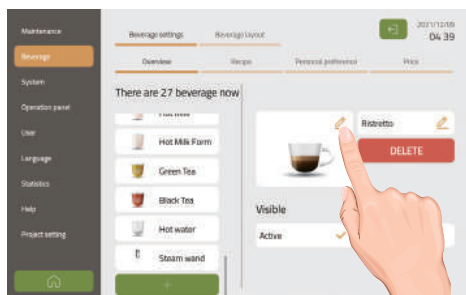 Maintenance
Beverage
System
Operation panel
User
Language
Statistics
Help
Project setting
Beverage settings
Beverage layout
2021/12/09
04 39
Overview
Recipe
Personal preference
Price
There are 27 beverage now
Hot Milk Form
Green Tea
Black Tea
Hot water
Steam wand
+
Ristretto
DELETE
Visible
Active